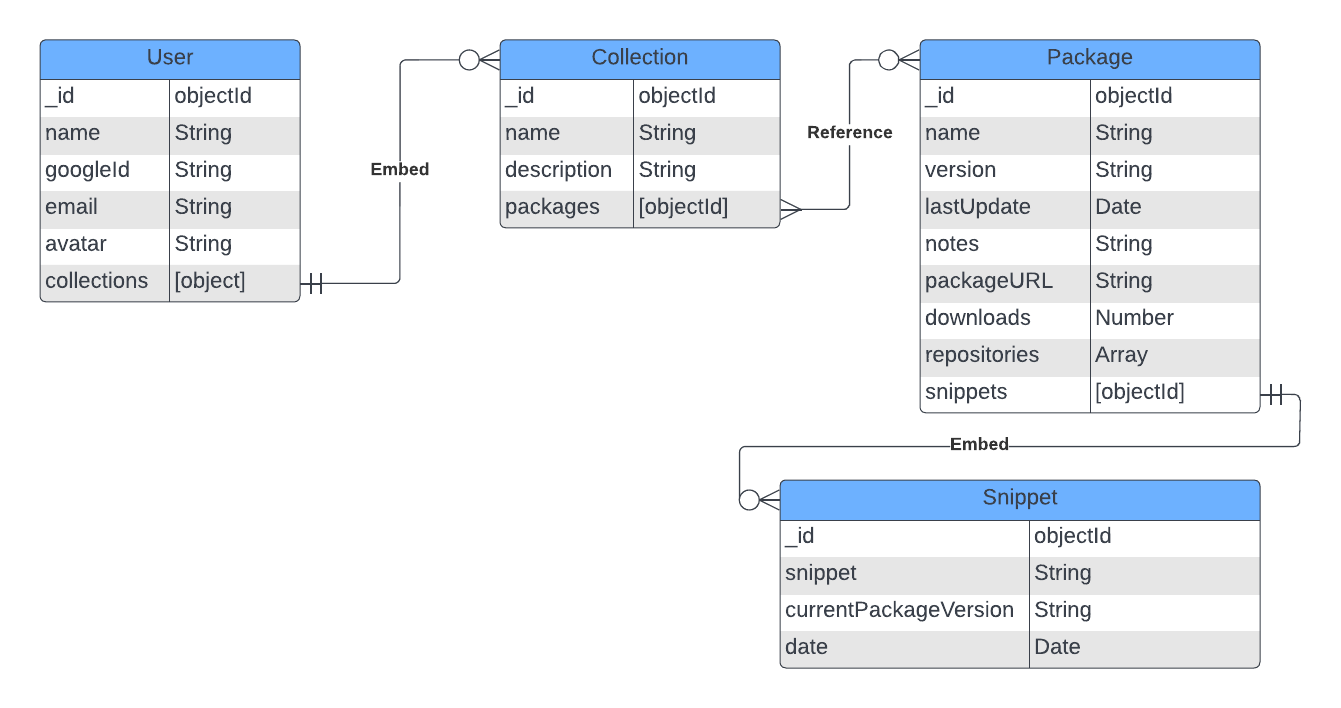 User
_id objectId
name String
googleId String
email String
avatar String
collections [object]
Embed
Collection
_id objectId
name String
description String
packages [objectId]
Reference
Package
_id objectId
name String
version String
lastUpdate Date
notes String
packageURL String
downloads Number
repositories Array
snippets [objectId]
Embed
Snippet
_id objectId
snippet String
currentPackageVersion String
date Date